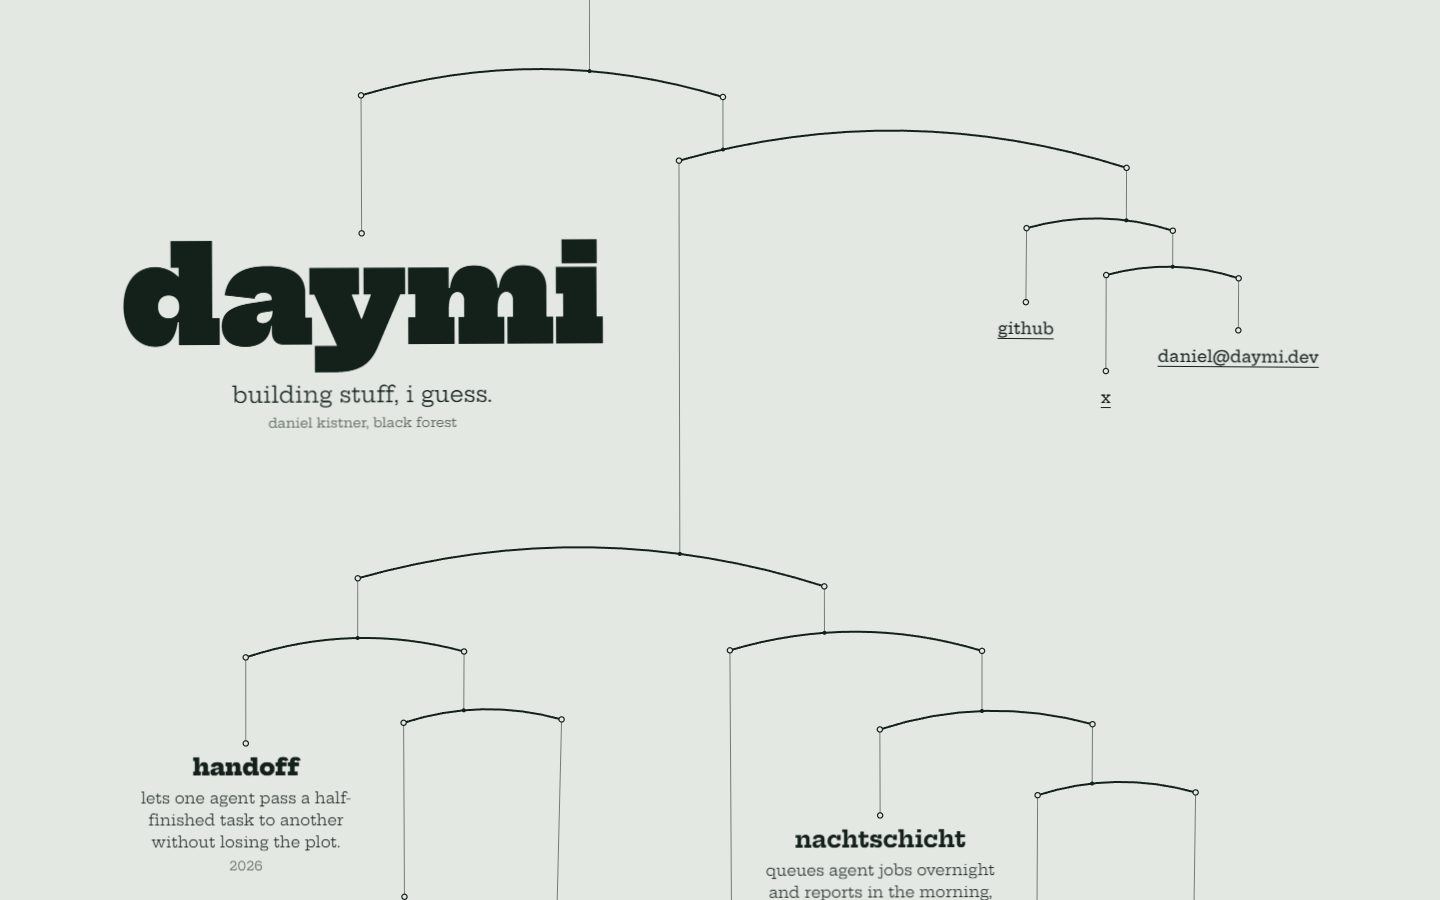 daymi
building stuff, i guess.
daniel kistner, black forest
github
daniel@daymi.dev
x
handoff
lets one agent pass a half-
finished task to another
without losing the plot.
2026
nachtschicht
queues agent jobs overnight
and reports in the morning,